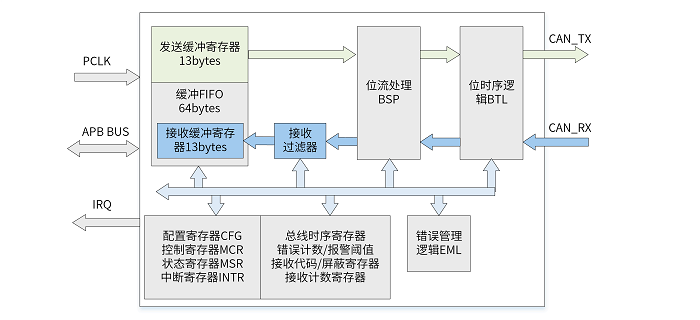 PCLK
APB BUS
IRQ
发送缓冲寄存器
13bytes
缓冲FIFO
64bytes
接收缓冲寄存
器13bytes
接收
过滤器
位流处理
BSP
位时序逻
辑BTL
CAN_TX
CAN_RX
配置寄存器CFG
控制寄存器MCR
状态寄存器MSR
中断寄存器INTR
总线时序寄存器
错误计数/报警阈值
接收代码/屏蔽寄存器
接收计数寄存器
错误管理
逻辑EML